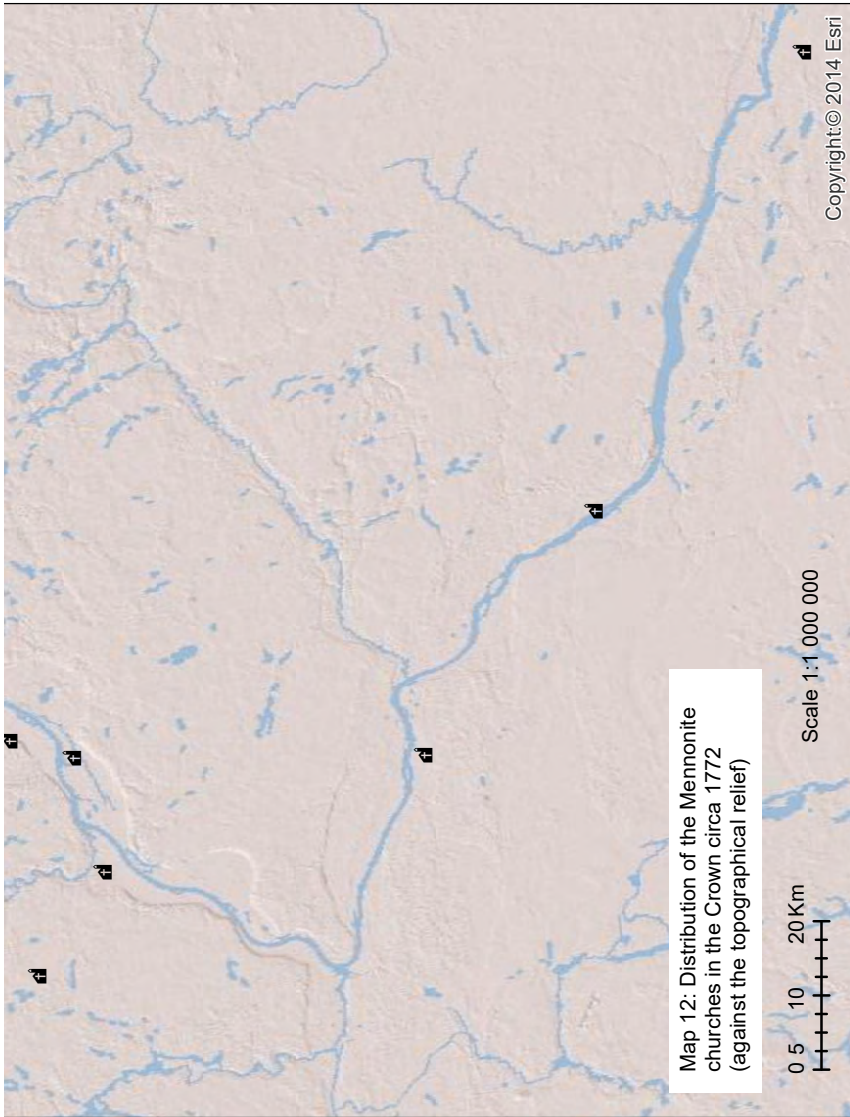 Map 12: Distribution of the Mennonite
churches in the Crown circa 1772
(against the topographical relief)
Scale 1:1 000 000
0 5 10 20 Km
Copyright:© 2014 Esri